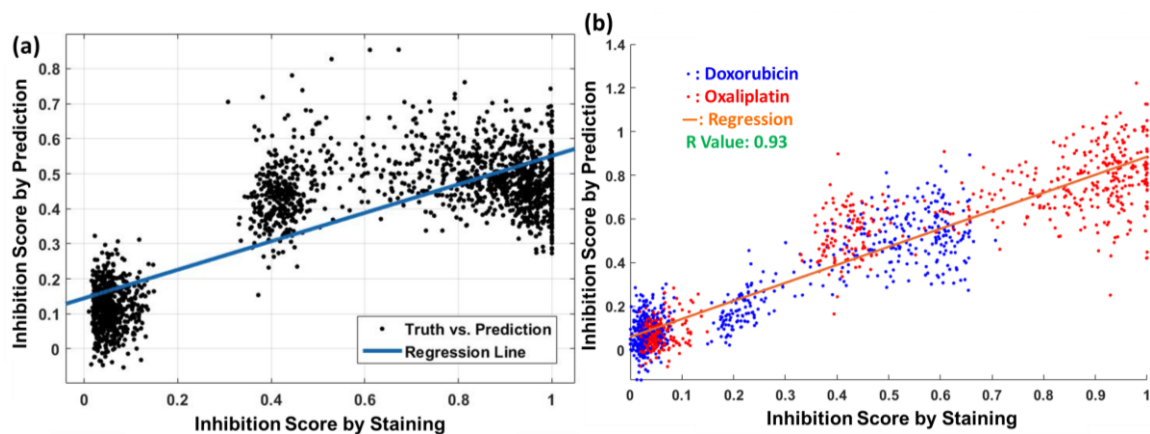 (a)
Inhibition Score by Prediction
0.8
0.7
0.6
0.5
0.4
0.3
0.2
0.1
0
0 0.2 0.4 0.6 0.8 1
Inhibition Score by Staining
Truth vs. Prediction
Regression Line
(b)
Inhibition Score by Prediction
1.4
1.2
1
0.8
0.6
0.4
0.2
0
0 0.1 0.2 0.3 0.4 0.5 0.6 0.7 0.8 0.9 1
Inhibition Score by Staining
: Doxorubicin
: Oxaliplatin
: Regression
R Value: 0.93